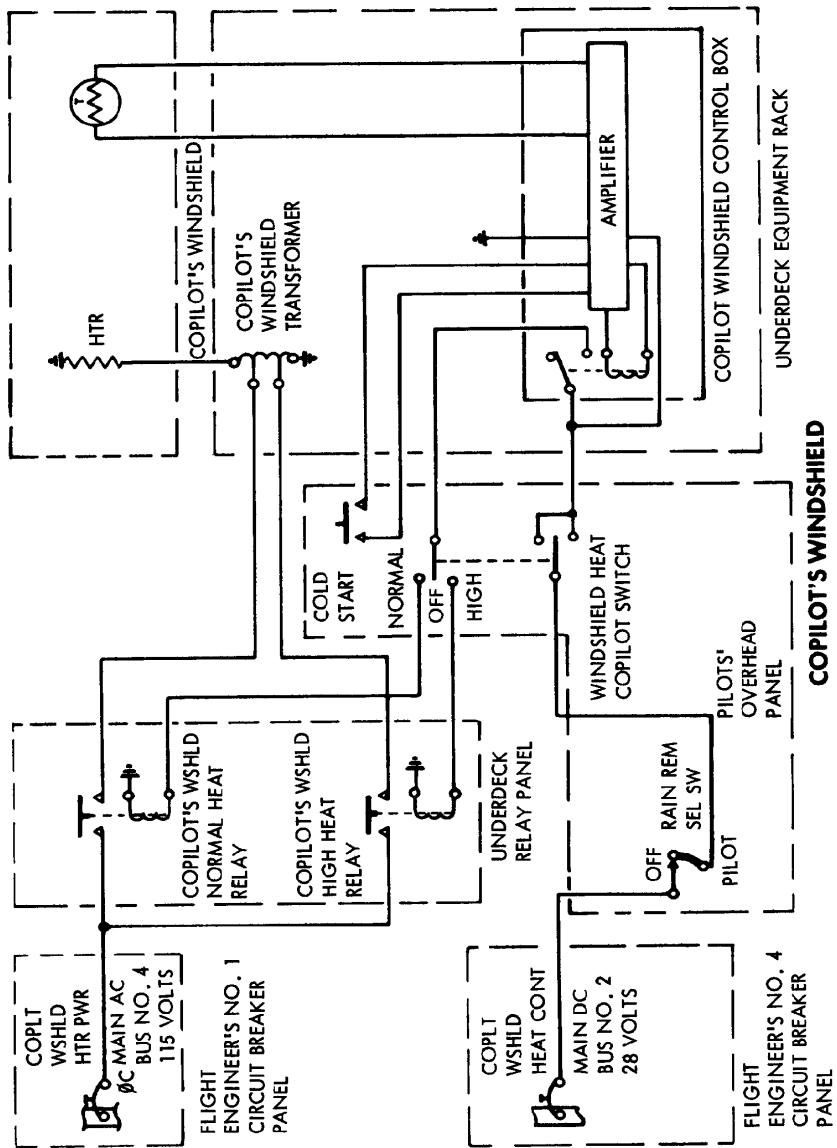 COPLT
WSHLD
HTR PWR
ØC MAIN AC
BUS NO. 4
115 VOLTS
FLIGHT
ENGINEER'S NO. 1
CIRCUIT BREAKER
PANEL
COPILOT'S WSHLD
NORMAL HEAT
RELAY
COPILOT'S WSHLD
HIGH HEAT
RELAY
UNDERDECK
RELAY PANEL
HTR
T
COPILOT'S WINDSHIELD
COPILOT'S
WINDSHIELD
TRANSFORMER
COLD
START
NORMAL
OFF
HIGH
WINDSHIELD HEAT
COPILOT SWITCH
AMPLIFIER
COPILOT WINDSHIELD CONTROL BOX
UNDERDECK EQUIPMENT RACK
COPLT
WSHLD
HEAT CONT
MAIN DC
BUS NO. 2
28 VOLTS
FLIGHT
ENGINEER'S NO. 4
CIRCUIT BREAKER
PANEL
OFF
PILOT
RAIN REM
SEL SW
PILOTS'
OVERHEAD
PANEL
COPILOT'S WINDSHIELD